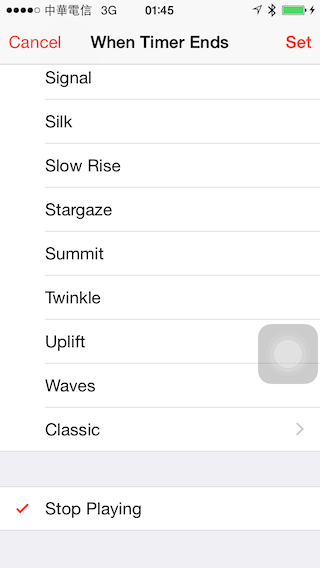 中華電信 3G 01:45
Cancel When Timer Ends Set
Signal
Silk
Slow Rise
Stargaze
Summit
Twinkle
Uplift
Waves
Classic
Stop Playing